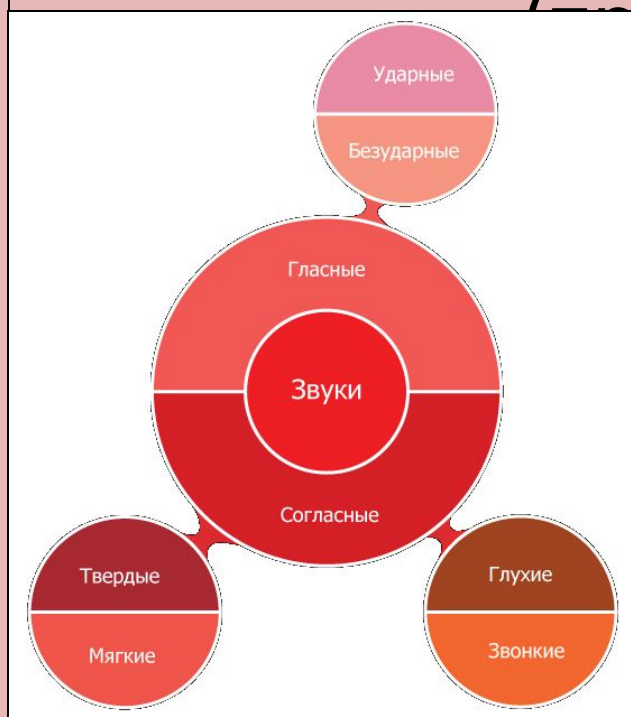 Ударные
Безударные
Гласные
Звуки
Согласные
Твердые
Мягкие
Глухие
Звонкие